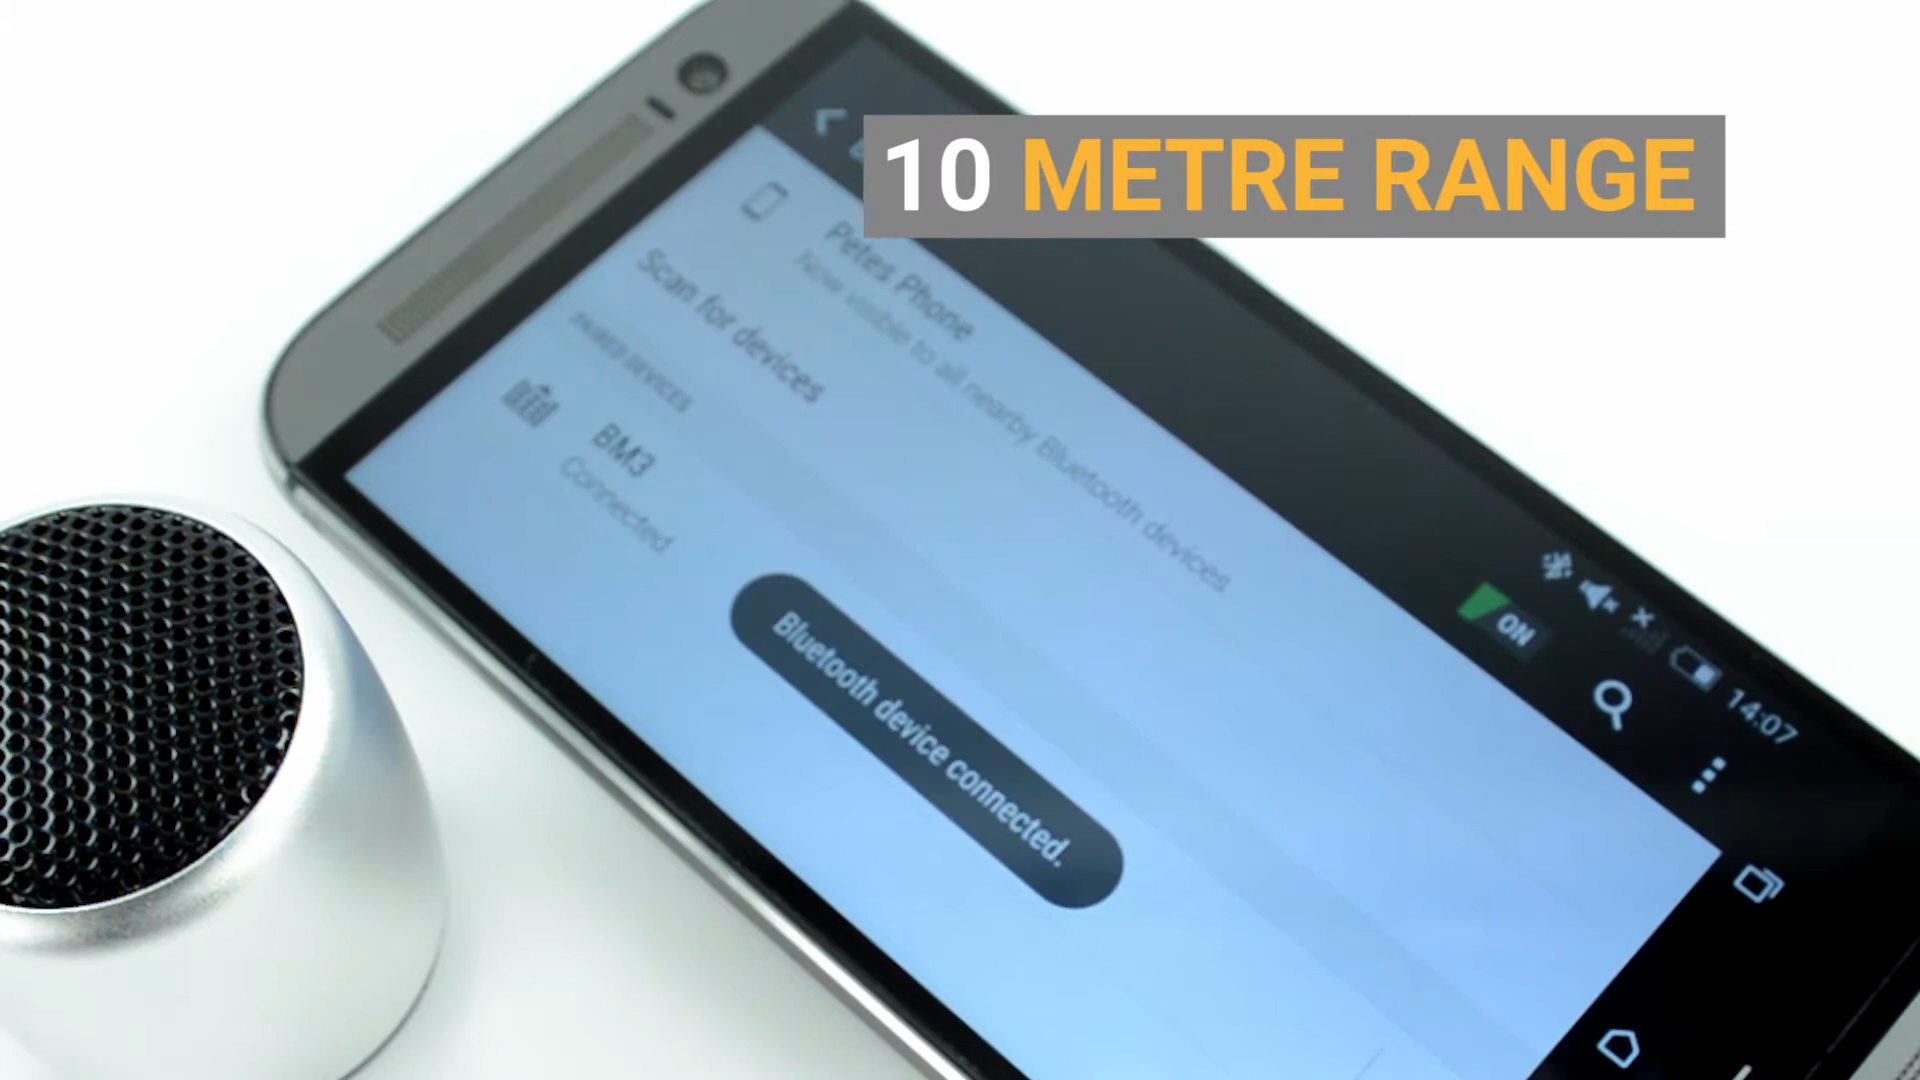 10 METRE RANGE
Petes Phone
Now visible to all nearby Bluetooth devices
Scan for devices
PAIRED DEVICES
BM3
Connected
Bluetooth device connected.
ON
14:07